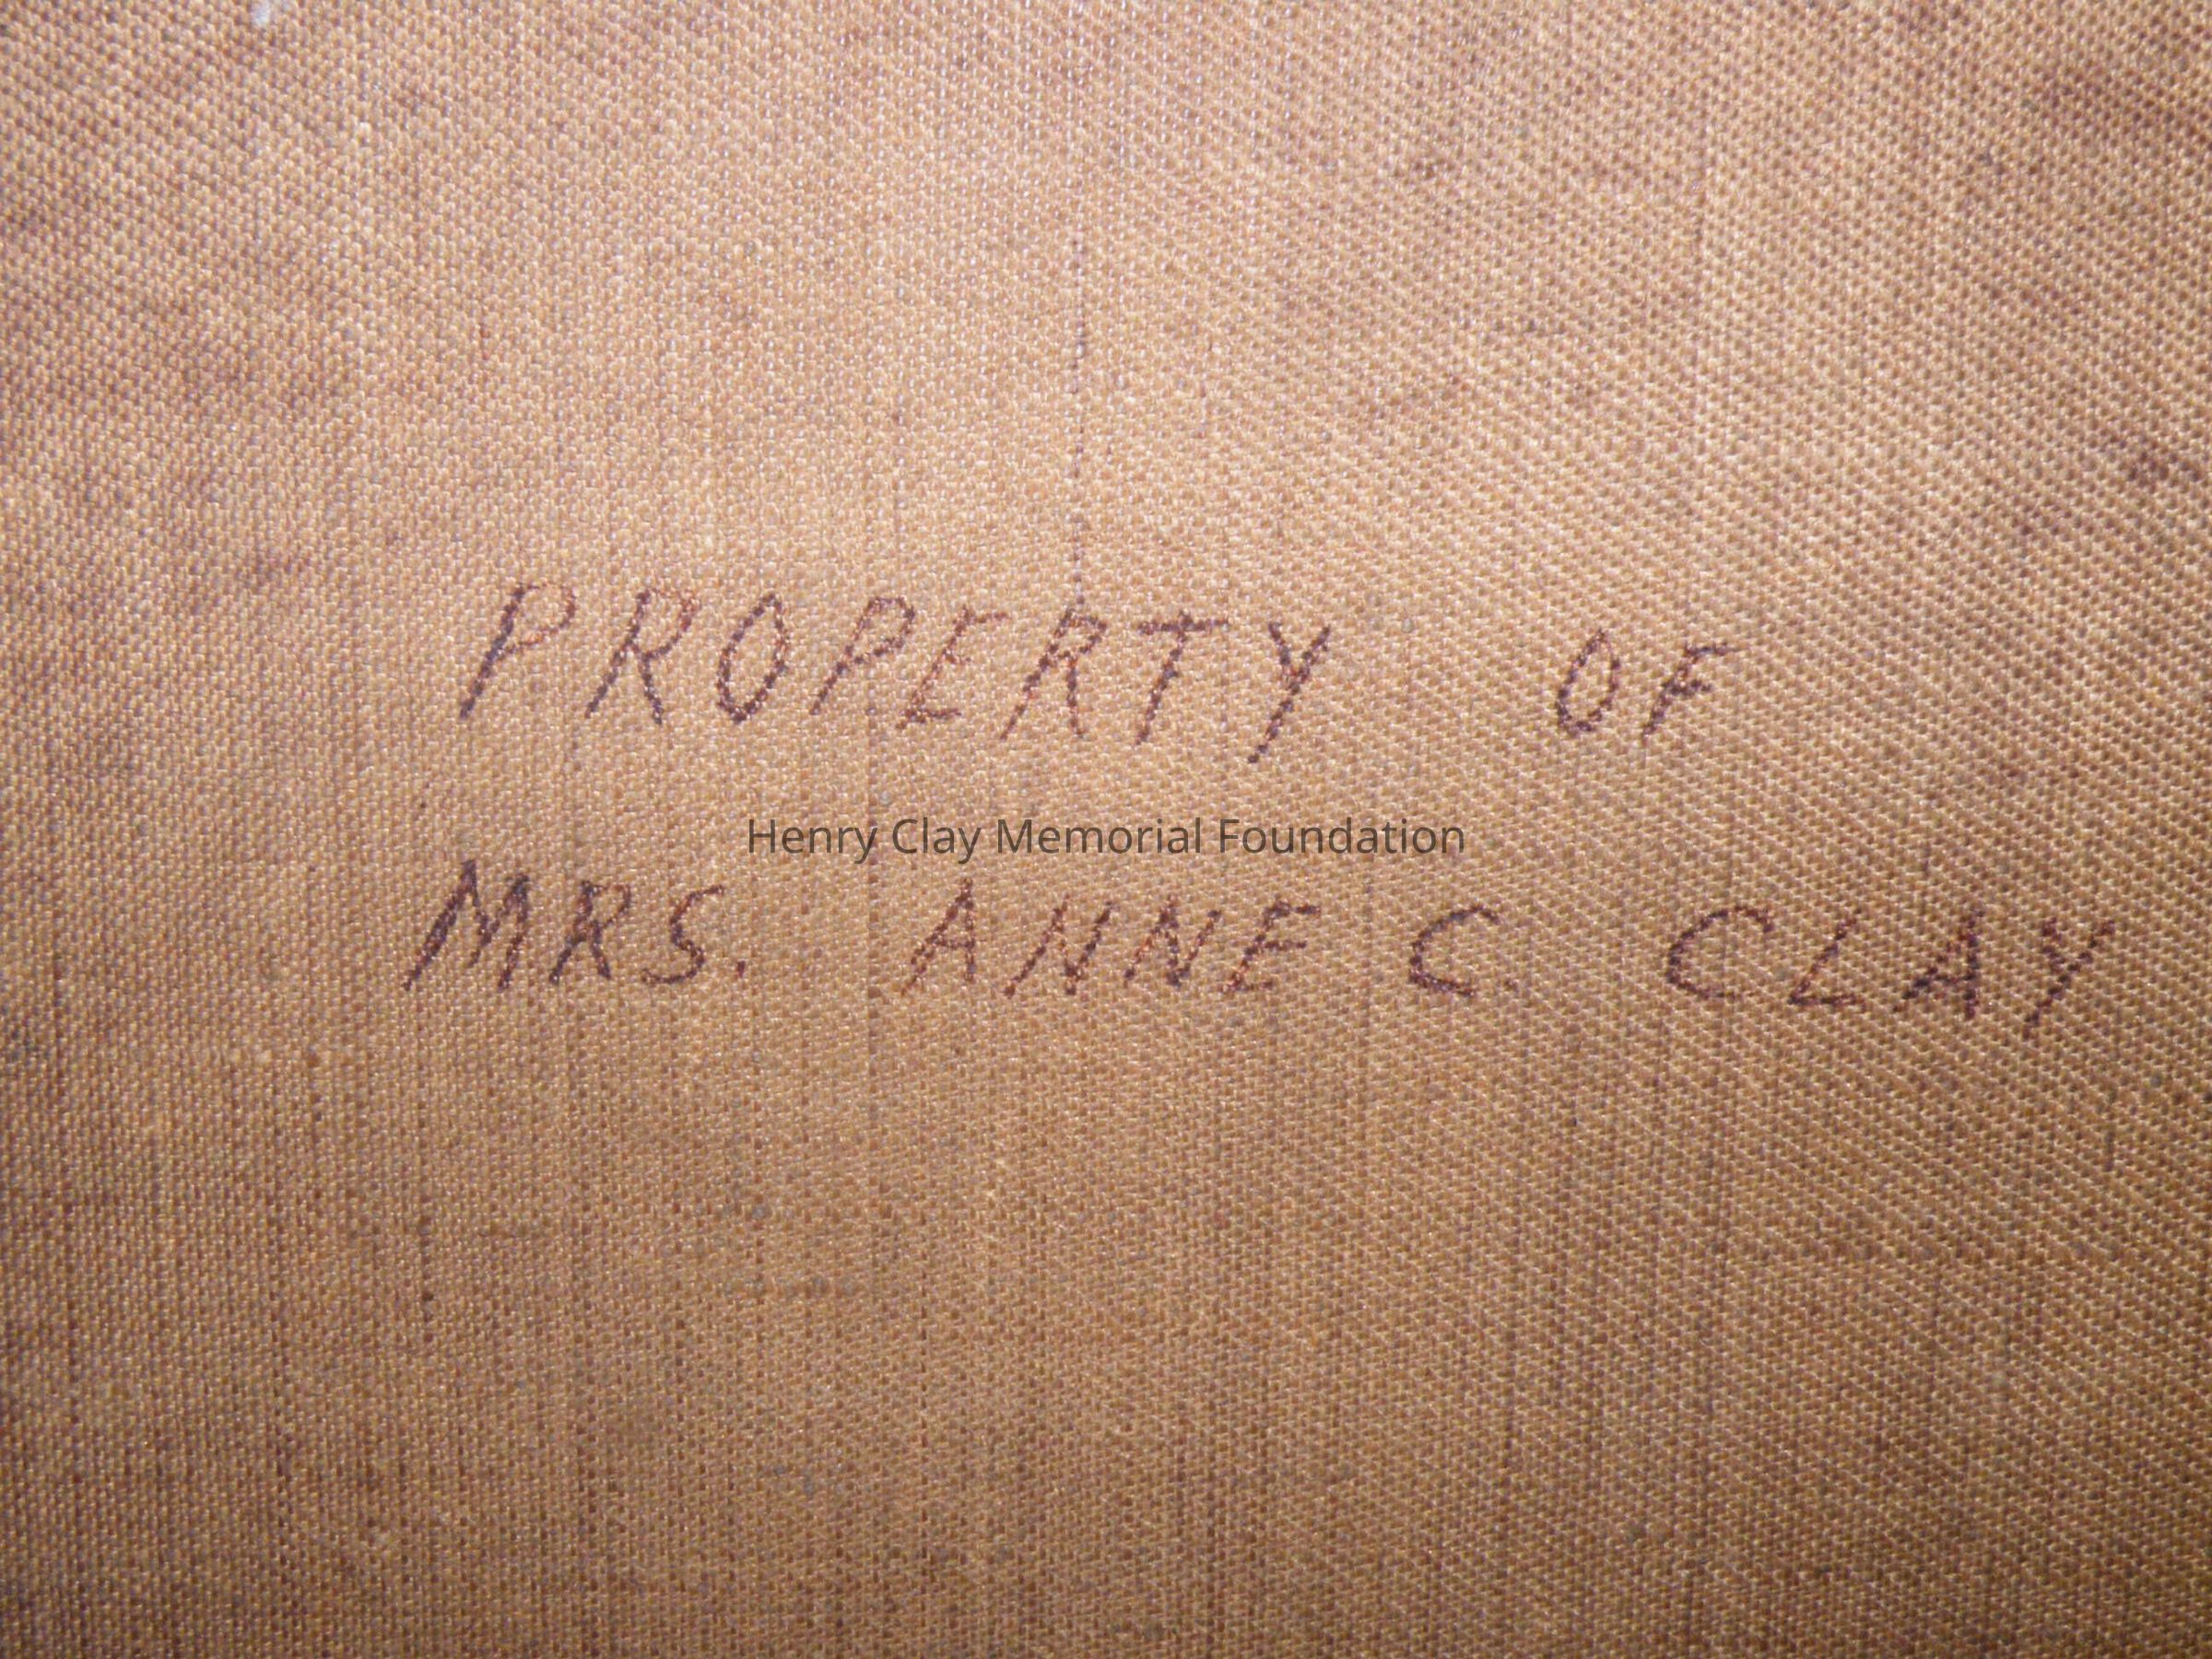 PROPERTY OF
Henry Clay Memorial Foundation
MRS. ANNE C. CLAY